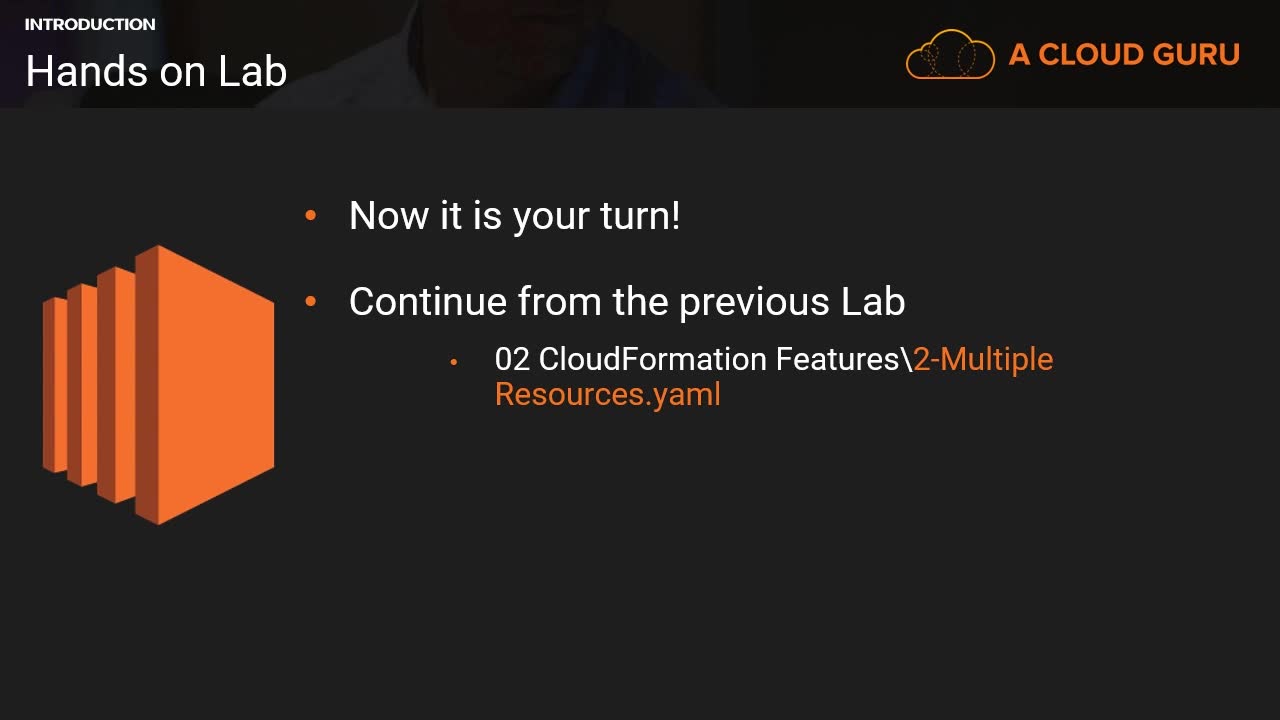 INTRODUCTION
Hands on Lab
A CLOUD GURU
• Now it is your turn!
• Continue from the previous Lab
• 02 CloudFormation Features\2-Multiple
Resources.yaml